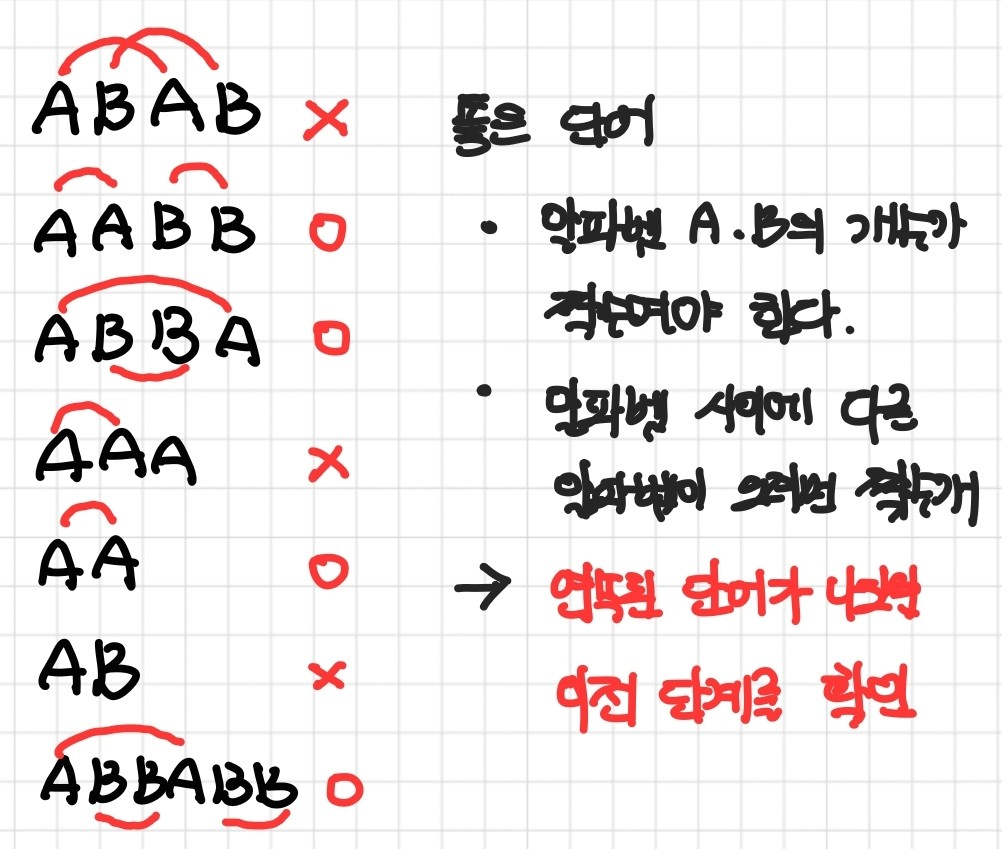 ABAB X
AABB O
ABBA O
AAA X
AA O
AB X
ABBABB O
좋은 단어
• 알파벳 A.B의 개수가
짝수여야 한다.
• 알파벳 사이에 다른
알파벳이 오려면 짝수개
→ 연속된 단어가 나오면
이전 단계를 확인